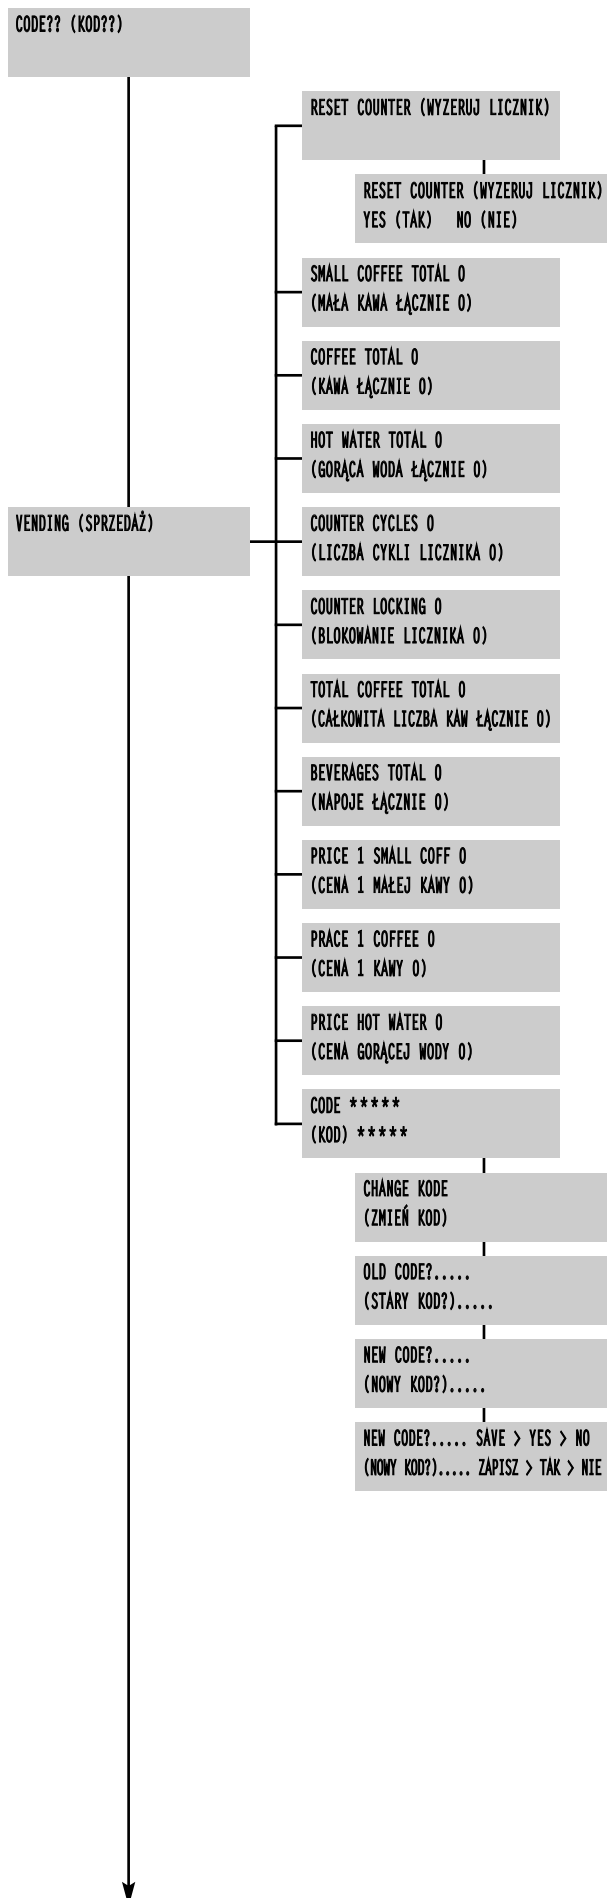 CODE?? (KOD??)
RESET COUNTER (WYZERUJ LICZNIK)
RESET COUNTER (WYZERUJ LICZNIK)
YES (TAK) NO (NIE)
SMALL COFFEE TOTAL 0
(MAŁA KAWA ŁĄCZNIE 0)
COFFEE TOTAL 0
(KAWA ŁĄCZNIE 0)
HOT WATER TOTAL 0
(GORĄCA WODA ŁĄCZNIE 0)
VENDING (SPRZEDAŻ)
COUNTER CYCLES 0
(LICZBA CYKLI LICZNIKA 0)
COUNTER LOCKING 0
(BLOKOWANIE LICZNIKA 0)
TOTAL COFFEE TOTAL 0
(CAŁKOWITA LICZBA KAW ŁĄCZNIE 0)
BEVERAGES TOTAL 0
(NAPOJE ŁĄCZNIE 0)
PRICE 1 SMALL COFF 0
(CENA 1 MAŁEJ KAWY 0)
PRACE 1 COFFEE 0
(CENA 1 KAWY 0)
PRICE HOT WATER 0
(CENA GORĄCEJ WODY 0)
CODE *****
(KOD) *****
CHANGE KODE
(ZMIEŃ KOD)
OLD CODE?.....
(STARY KOD?).....
NEW CODE?.....
(NOWY KOD?).....
NEW CODE?..... SAVE > YES > NO
(NOWY KOD?)..... ZAPISZ > TAK > NIE